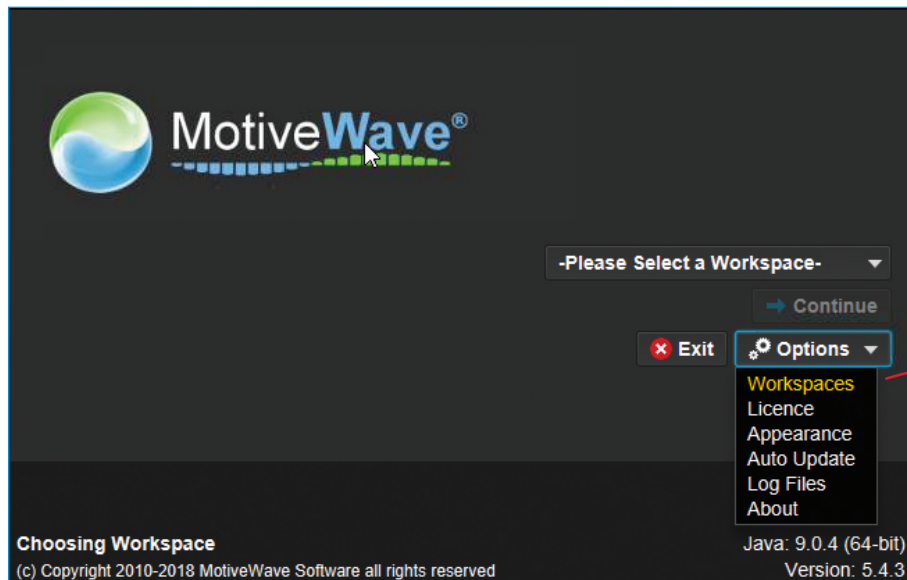 MotiveWave®
-Please Select a Workspace-
Continue
Exit
Options
Workspaces
Licence
Appearance
Auto Update
Log Files
About
Choosing Workspace
Java: 9.0.4 (64-bit)
(c) Copyright 2010-2018 MotiveWave Software all rights reserved
Version: 5.4.3